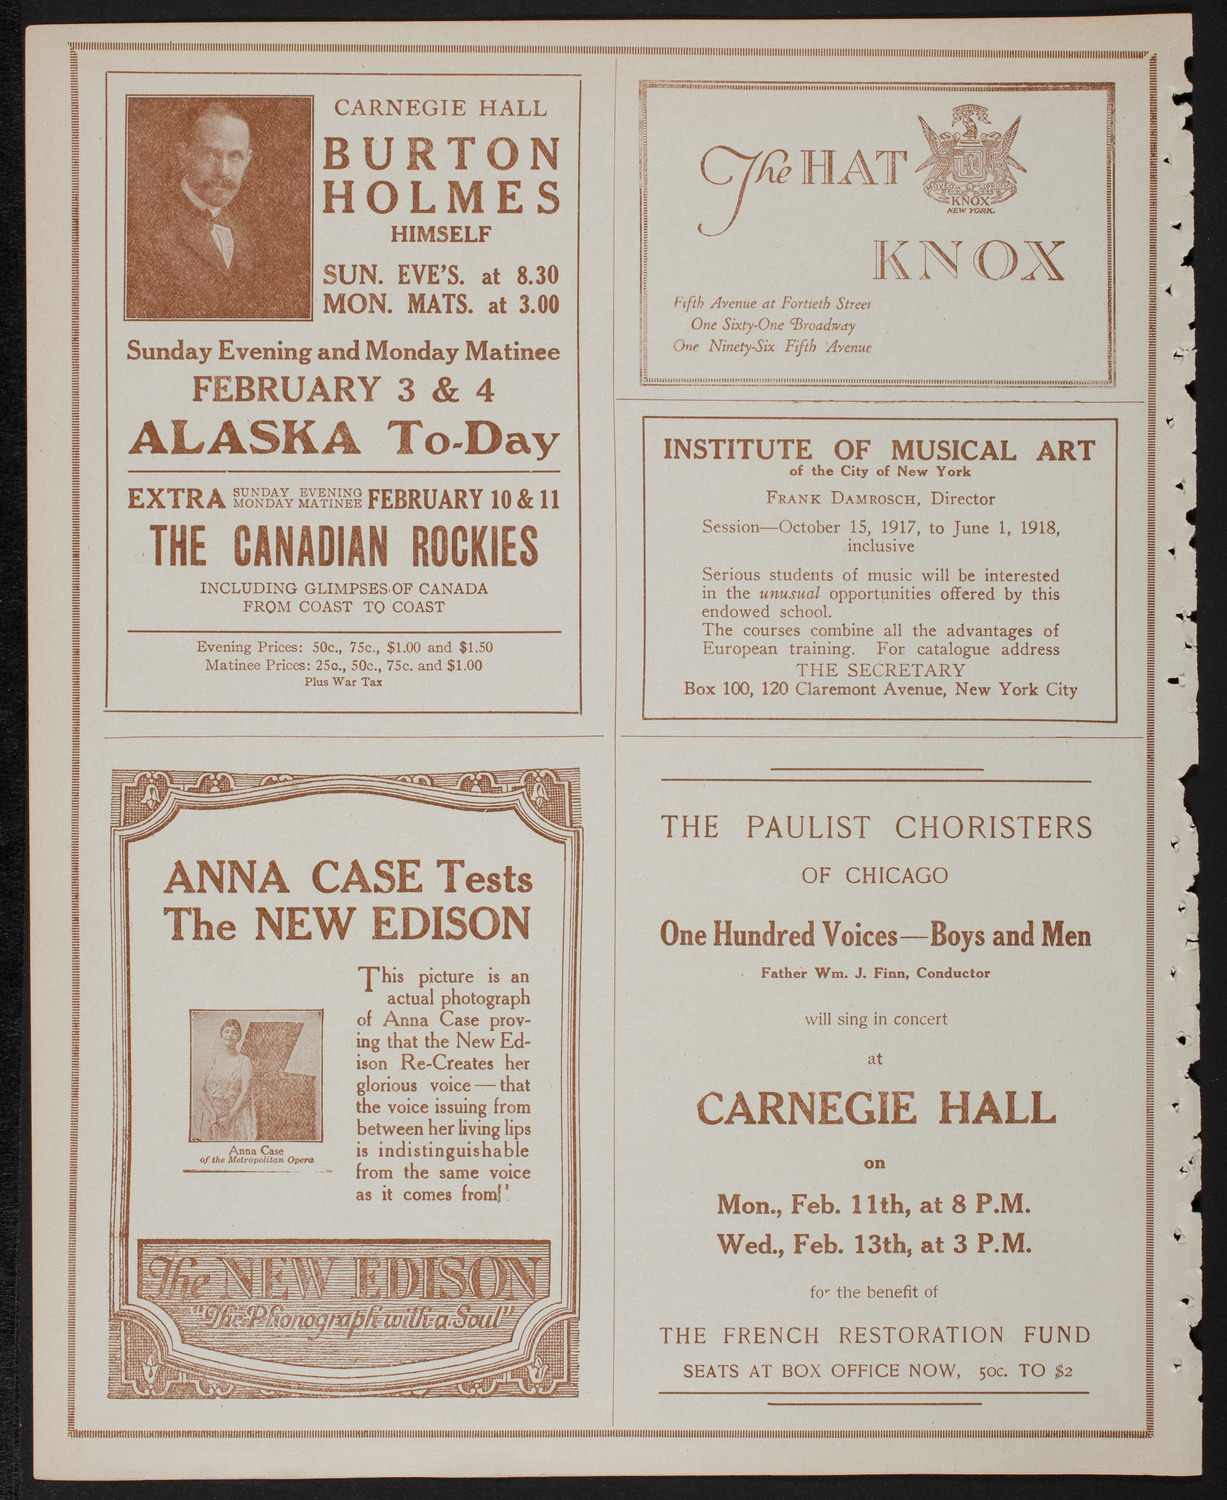 CARNEGIE HALL
BURTON
HOLMES
HIMSELF
SUN. EVE'S. at 8.30
MON. MATS. at 3.00
Sunday Evening and Monday Matinee
FEBRUARY 3 & 4
ALASKA To-Day
EXTRA SUNDAY EVENING MONDAY MATINEE FEBRUARY 10 & 11
THE CANADIAN ROCKIES
INCLUDING GLIMPSES OF CANADA
FROM COAST TO COAST
Evening Prices: 50c., 75c., $1.00 and $1.50
Matinee Prices: 25c., 50c., 75c. and $1.00
Plus War Tax
ANNA CASE Tests
The NEW EDISON
This picture is an
actual photograph
of Anna Case prov-
ing that the New Ed-
ison Re-Creates her
glorious voice—that
the voice issuing from
between her living lips
is indistinguishable
from the same voice
as it comes from
Anna Case
of the Metropolitan Opera
The NEW EDISON
"The Phonograph with a Soul"
The HAT
KNOX
NEW YORK.
KNOX
Fifth Avenue at Fortieth Street
One Sixty-One Broadway
One Ninety-Six Fifth Avenue
INSTITUTE OF MUSICAL ART
of the City of New York
FRANK DAMROSCH, Director
Session—October 15, 1917, to June 1, 1918,
inclusive
Serious students of music will be interested
in the unusual opportunities offered by this
endowed school.
The courses combine all the advantages of
European training. For catalogue address
THE SECRETARY
Box 100, 120 Claremont Avenue, New York City
THE PAULIST CHORISTERS
OF CHICAGO
One Hundred Voices—Boys and Men
Father Wm. J. Finn, Conductor
will sing in concert
at
CARNEGIE HALL
on
Mon., Feb. 11th, at 8 P.M.
Wed., Feb. 13th, at 3 P.M.
for the benefit of
THE FRENCH RESTORATION FUND
SEATS AT BOX OFFICE NOW, 50c. TO $2